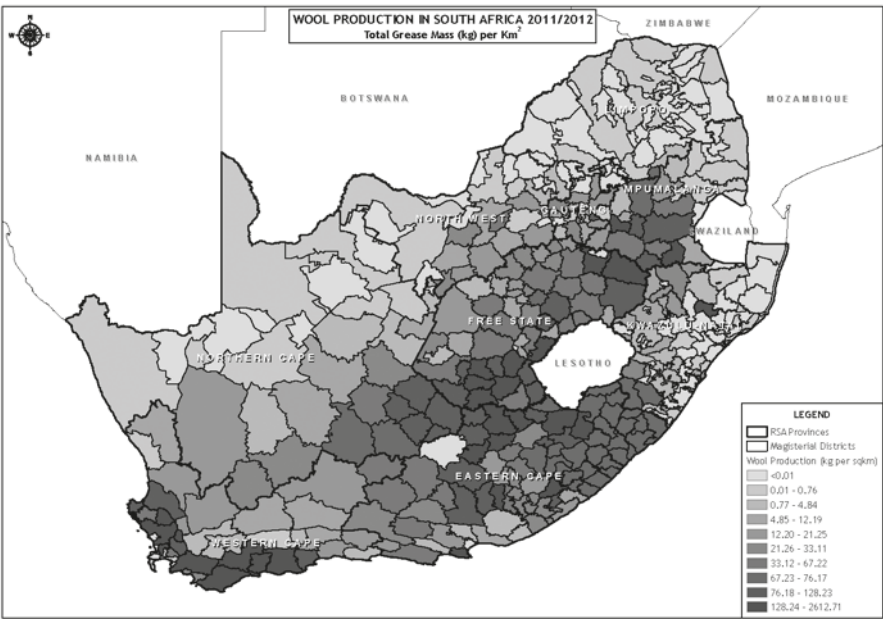 WOOL PRODUCTION IN SOUTH AFRICA 2011/2012
Total Grease Mass (kg) per Km²
N
W
E
S
ZIMBABWE
BOTSWANA
MOZAMBIQUE
NAMIBIA
LIMPOPO
MPUMALANGA
NORTH WEST
GAUTENG
WAZILAND
FREE STATE
KWAZULU-NATAL
NORTHERN CAPE
LESOTHO
EASTERN CAPE
WESTERN CAPE
LEGEND
RSA Provinces
Magisterial Districts
Wool Production (kg per sqkm)
<0.01
0.01 - 0.76
0.77 - 4.84
4.85 - 12.19
12.20 - 21.25
21.26 - 33.11
33.12 - 67.22
67.23 - 76.17
76.18 - 128.23
128.24 - 2612.71